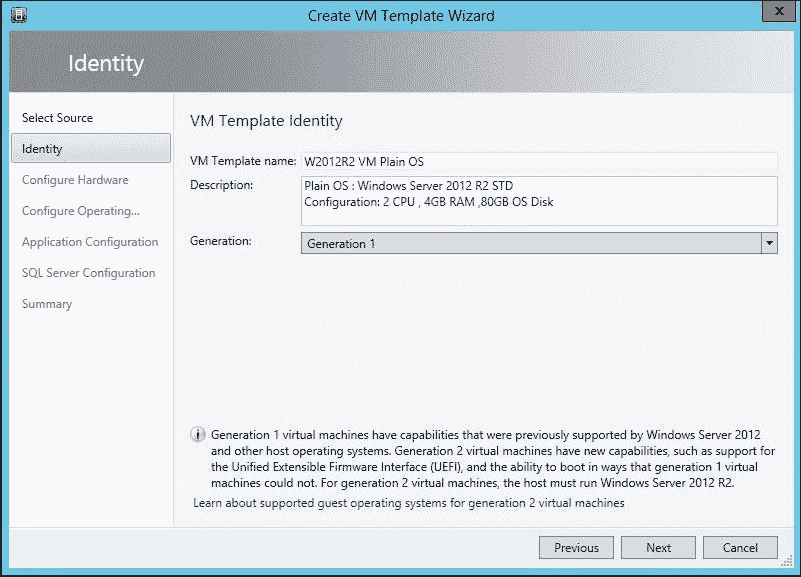 Create VM Template Wizard
x
Identity
Select Source
Identity
Configure Hardware
Configure Operating...
Application Configuration
SQL Server Configuration
Summary
VM Template Identity
VM Template name: W2012R2 VM Plain OS
Description: Plain OS : Windows Server 2012 R2 STD
Configuration: 2 CPU , 4GB RAM ,80GB OS Disk
Generation: Generation 1
Generation 1 virtual machines have capabilities that were previously supported by Windows Server 2012
and other host operating systems. Generation 2 virtual machines have new capabilities, such as support for
the Unified Extensible Firmware Interface (UEFI), and the ability to boot in ways that generation 1 virtual
machines could not. For generation 2 virtual machines, the host must run Windows Server 2012 R2.
Learn about supported guest operating systems for generation 2 virtual machines
Previous Next Cancel